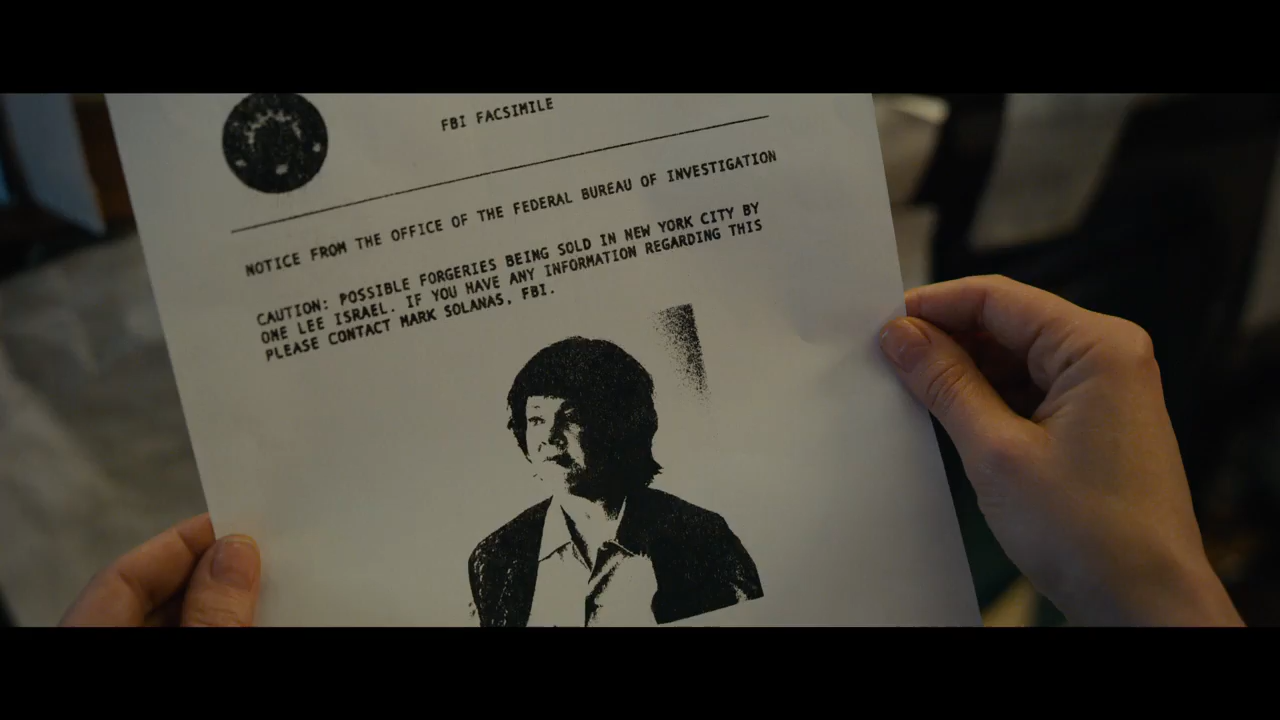 FBI FACSIMILE
NOTICE FROM THE OFFICE OF THE FEDERAL BUREAU OF INVESTIGATION
CAUTION: POSSIBLE FORGERIES BEING SOLD IN NEW YORK CITY BY
ONE LEE ISRAEL. IF YOU HAVE ANY INFORMATION REGARDING THIS
PLEASE CONTACT MARK SOLANAS, FBI.